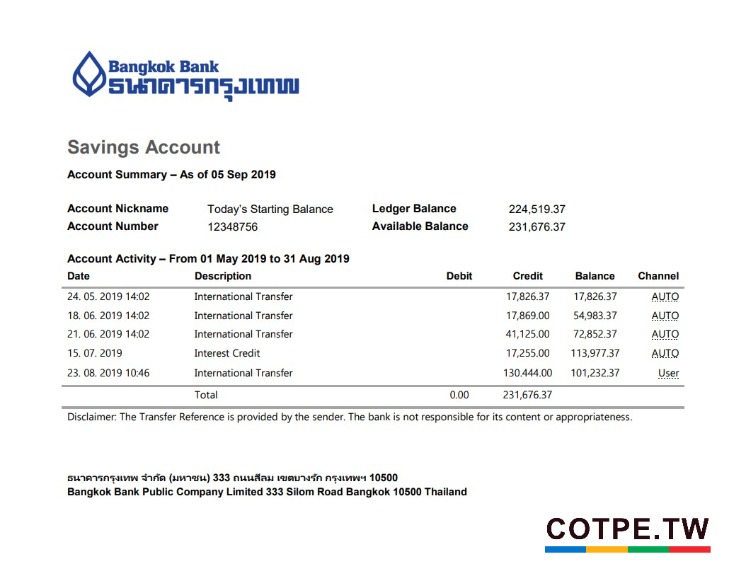 Bangkok Bank
ธนาคารกรุงเทพ
Savings Account
Account Summary – As of 05 Sep 2019
Account Nickname Today's Starting Balance Ledger Balance 224,519.37
Account Number 12348756 Available Balance 231,676.37
Account Activity – From 01 May 2019 to 31 Aug 2019
Date Description Debit Credit Balance Channel
24. 05. 2019 14:02 International Transfer 17,826.37 17,826.37 AUTO
18. 06. 2019 14:02 International Transfer 17,869.00 54,983.37 AUTO
21. 06. 2019 14:02 International Transfer 41,125.00 72,852.37 AUTO
15. 07. 2019 Interest Credit 17,255.00 113,977.37 AUTO
23. 08. 2019 10:46 International Transfer 130.444.00 101,232.37 User
Total 0.00 231,676.37
Disclaimer: The Transfer Reference is provided by the sender. The bank is not responsible for its content or appropriateness.
ธนาคารกรุงเทพ จำกัด (มหาชน) 333 ถนนสีลม เขตบางรัก กรุงเทพฯ 10500
Bangkok Bank Public Company Limited 333 Silom Road Bangkok 10500 Thailand
COTPE.TW